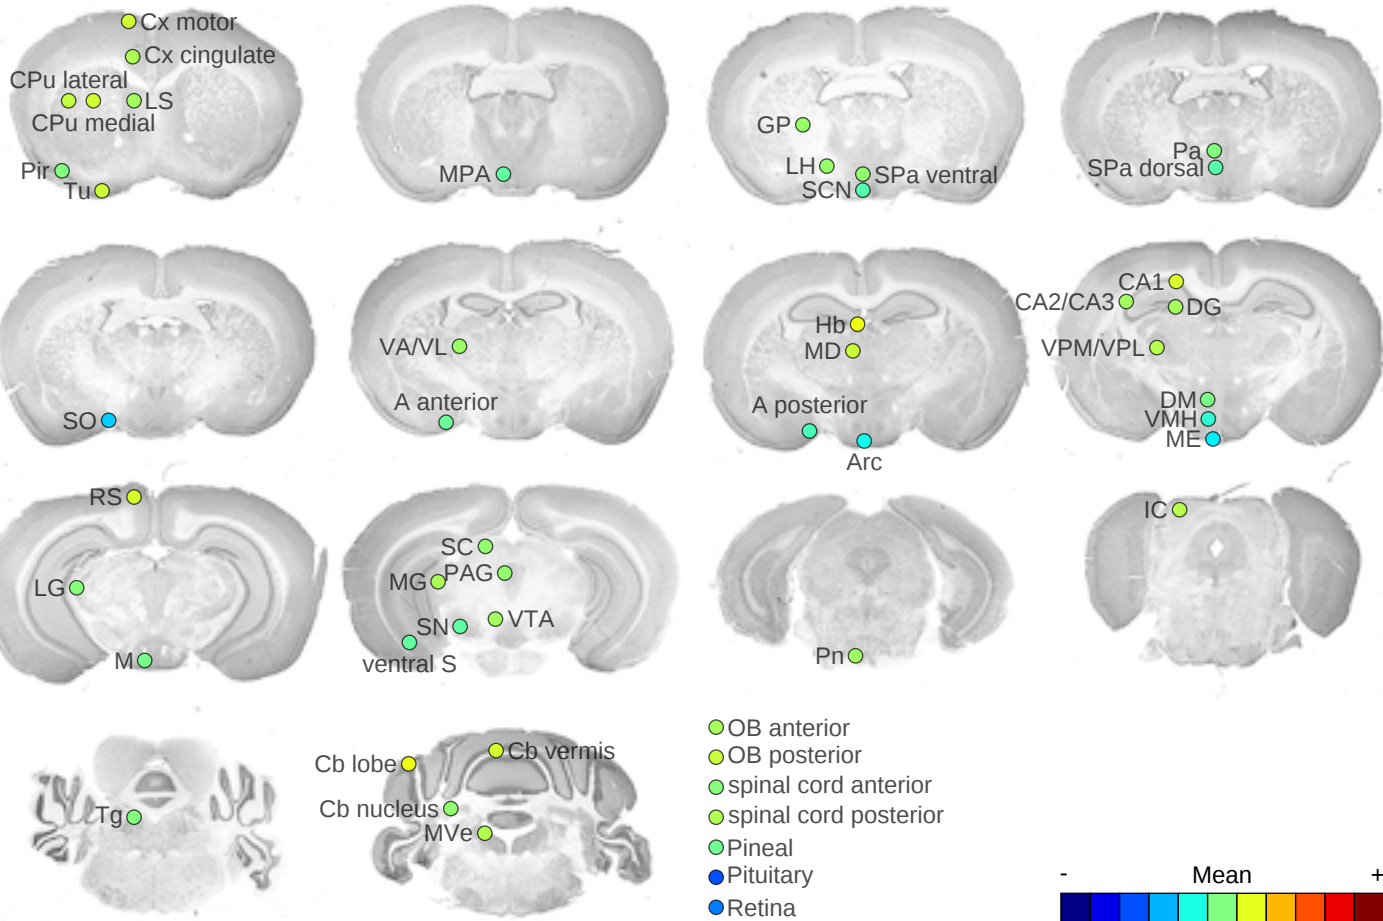 Cx motor
Cx cingulate
CPu lateral
LS
CPu medial
Pir
Tu
MPA
GP
LH
SPa ventral
SCN
Pa
SPa dorsal
SO
VA/VL
A anterior
Hb
MD
A posterior
Arc
CA1
CA2/CA3
DG
VPM/VPL
DM
VMH
ME
RS
LG
M
SC
MG
PAG
SN
VTA
ventral S
Pn
IC
Tg
Cb lobe
Cb vermis
Cb nucleus
MVe
OB anterior
OB posterior
spinal cord anterior
spinal cord posterior
Pineal
Pituitary
Retina
- Mean +